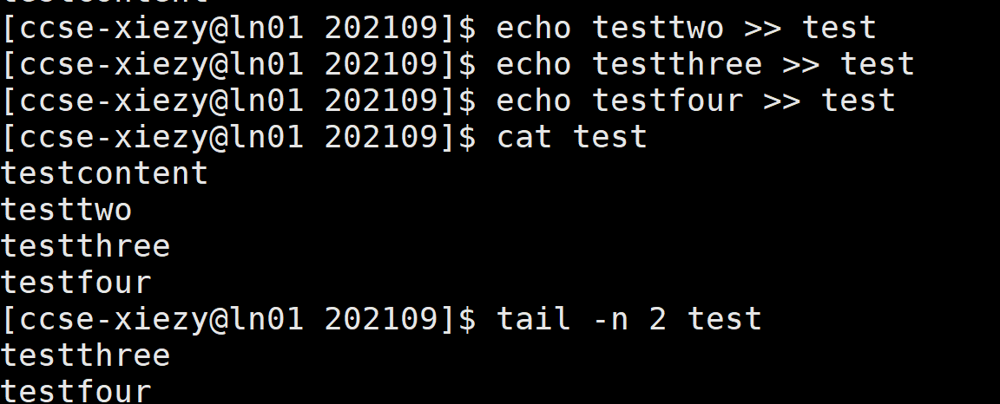 testcontent
[ccse-xiezy@ln01 202109]$ echo testtwo >> test
[ccse-xiezy@ln01 202109]$ echo testthree >> test
[ccse-xiezy@ln01 202109]$ echo testfour >> test
[ccse-xiezy@ln01 202109]$ cat test
testcontent
testtwo
testthree
testfour
[ccse-xiezy@ln01 202109]$ tail -n 2 test
testthree
testfour